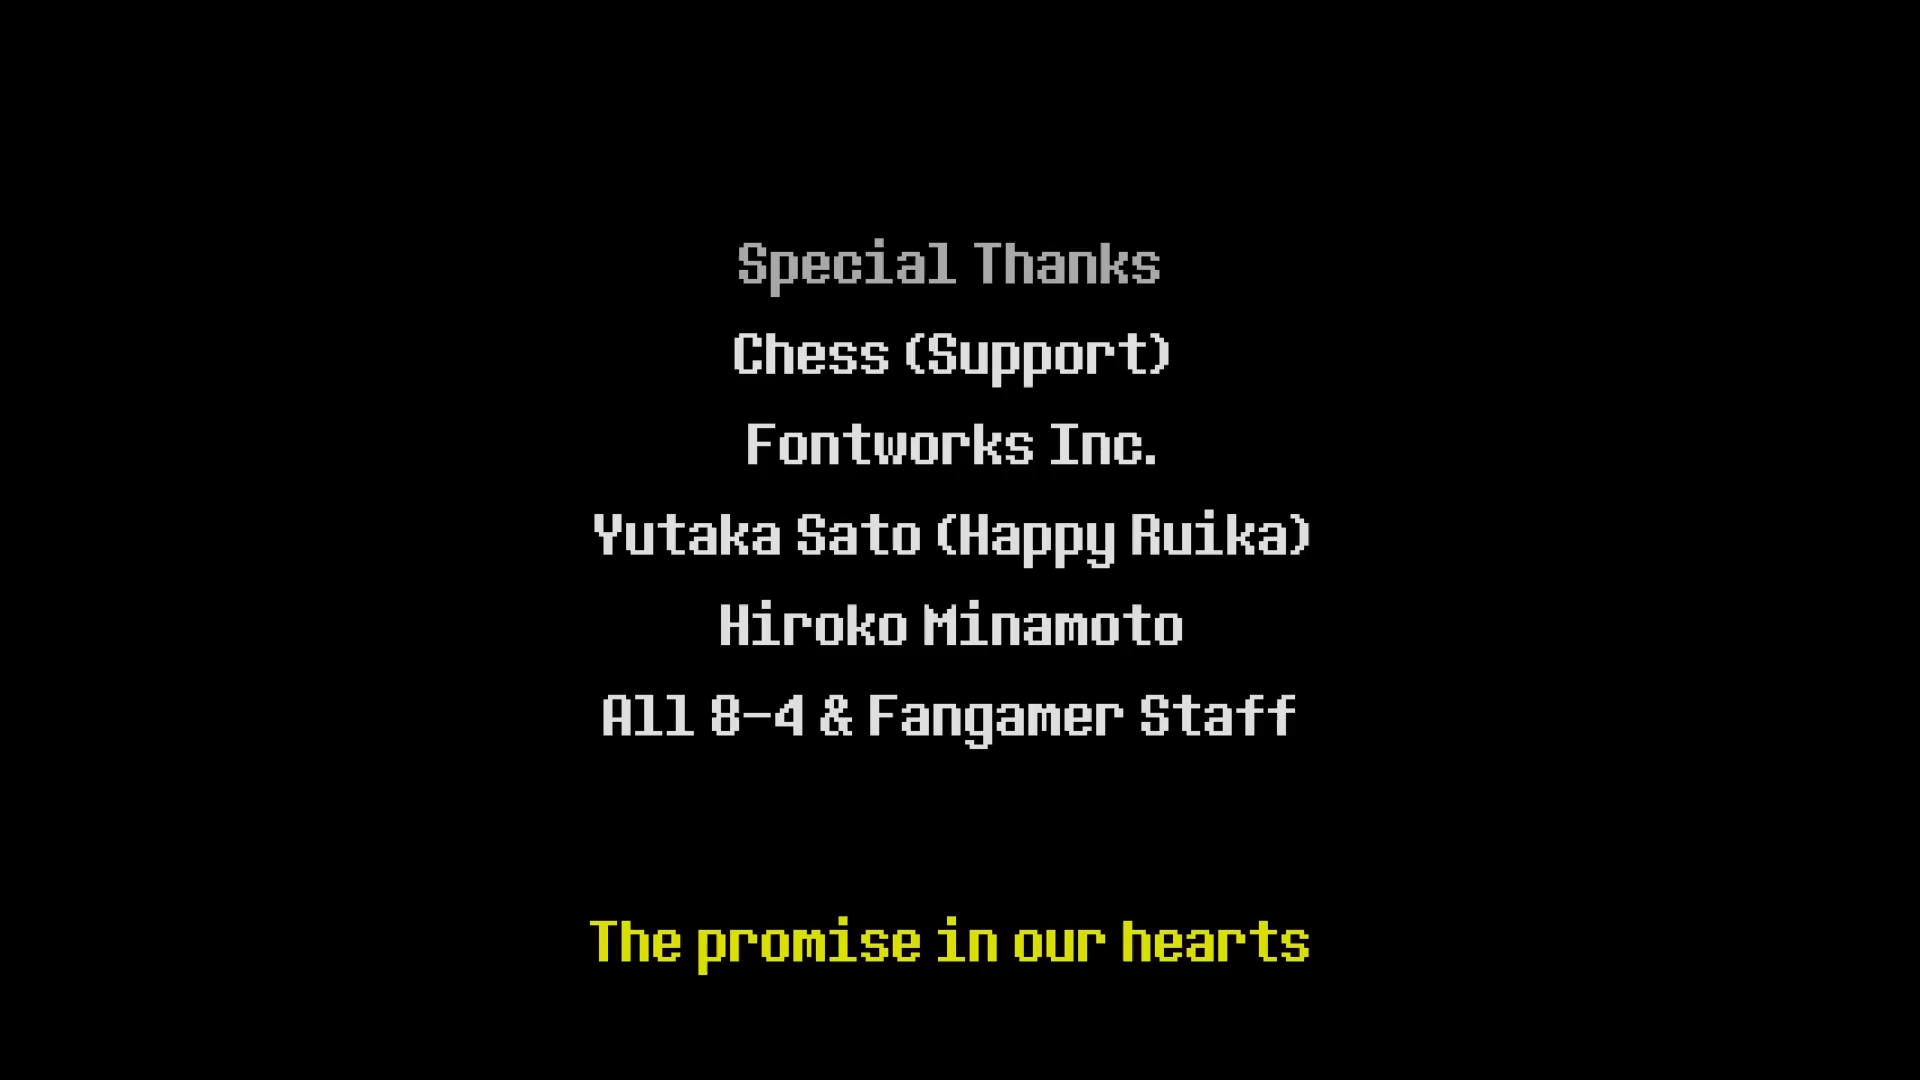 Special Thanks
Chess (Support)
Fontworks Inc.
Yutaka Sato (Happy Ruika)
Hiroko Minamoto
All 8-4 & Fangamer Staff
The promise in our hearts